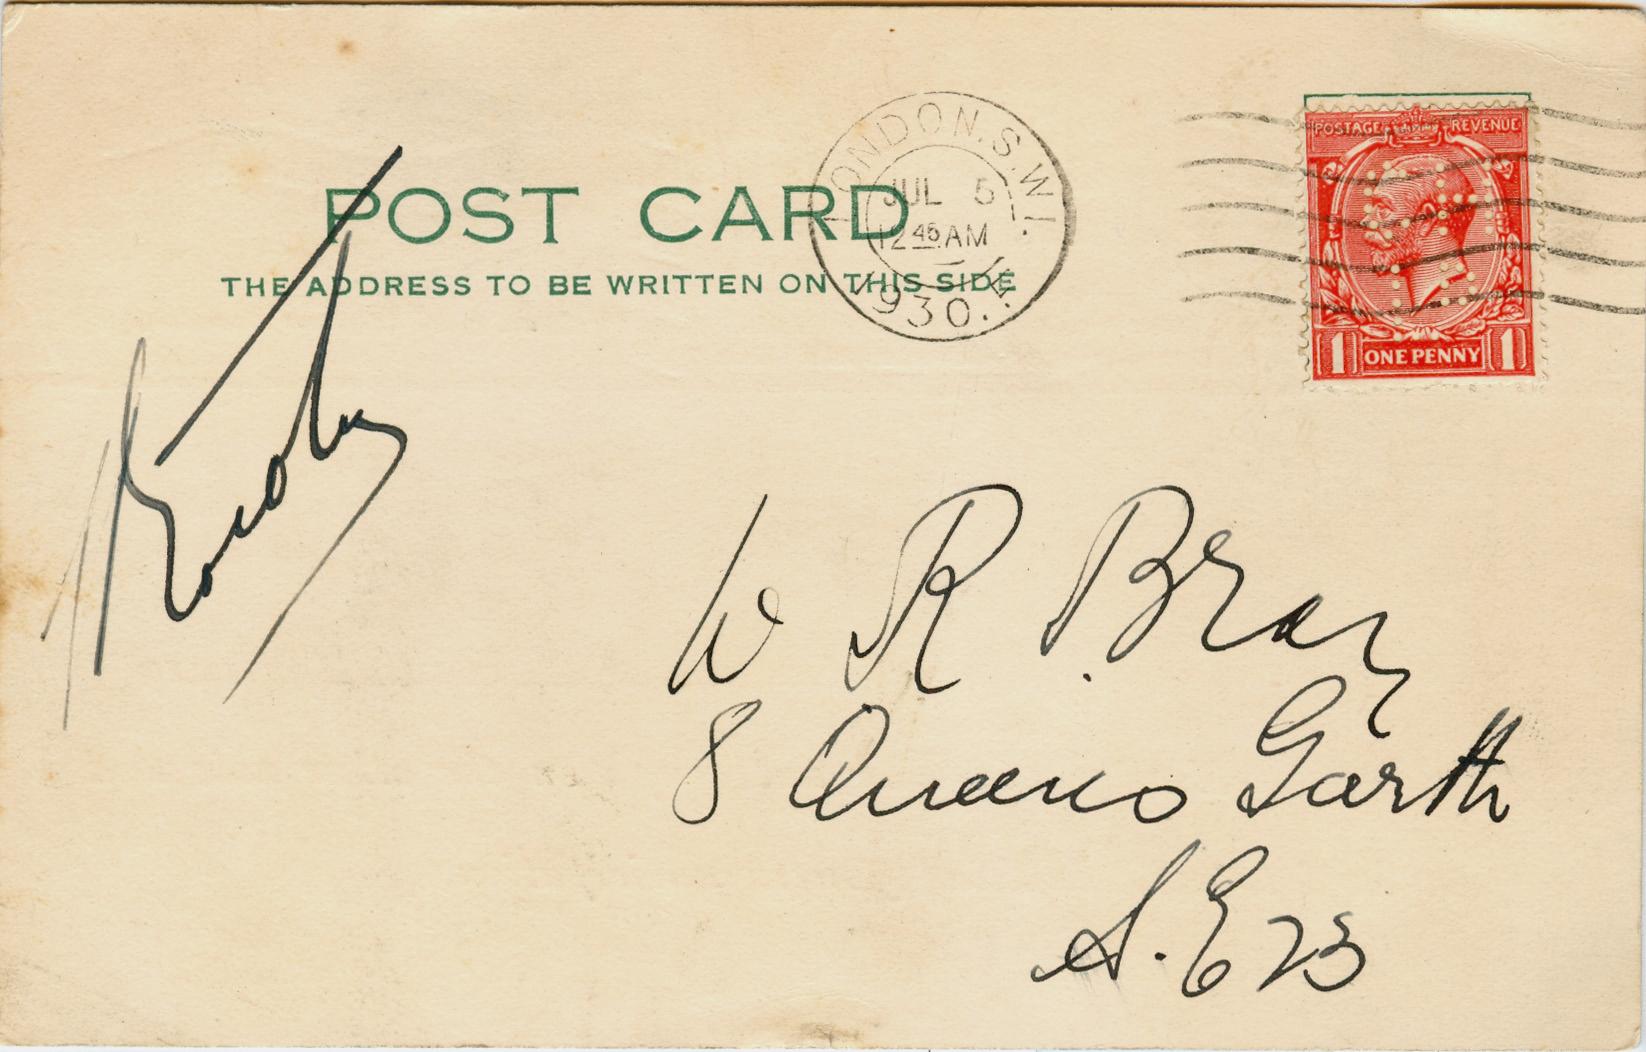 POST CARD
THE ADDRESS TO BE WRITTEN ON THIS SIDE
LONDON.S.W.1.
JUL 5
12 45 AM
1930.
POSTAGE REVENUE
1 ONE PENNY 1
W R. Bray
8 Queens Garth
S.E 23